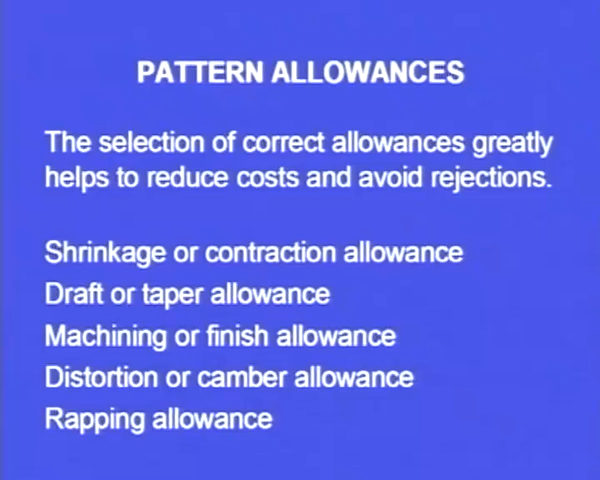 PATTERN ALLOWANCES
The selection of correct allowances greatly
helps to reduce costs and avoid rejections.
Shrinkage or contraction allowance
Draft or taper allowance
Machining or finish allowance
Distortion or camber allowance
Rapping allowance